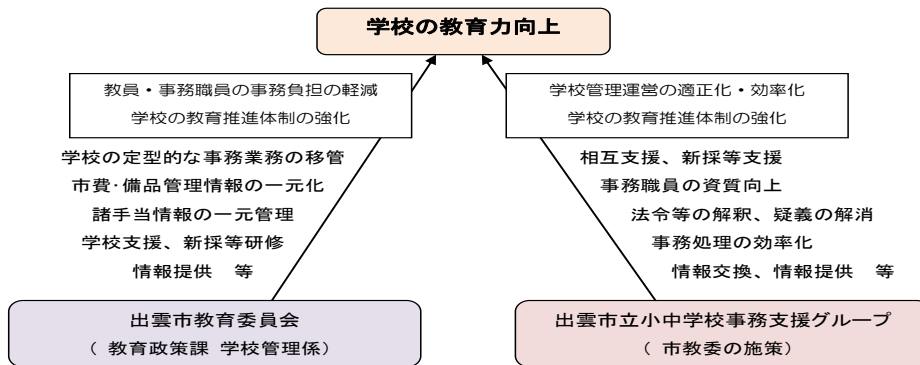 学校の教育力向上
教員・事務職員の事務負担の軽減
学校の教育推進体制の強化
学校の定型的な事務業務の移管
市費・備品管理情報の一元化
諸手当情報の一元管理
学校支援、新採等研修
情報提供　等
出雲市教育委員会
（ 教育政策課 学校管理係）
学校管理運営の適正化・効率化
学校の教育推進体制の強化
相互支援、新採等支援
事務職員の資質向上
法令等の解釈、疑義の解消
事務処理の効率化
情報交換、情報提供　等
出雲市立小中学校事務支援グループ
（ 市教委の施策）